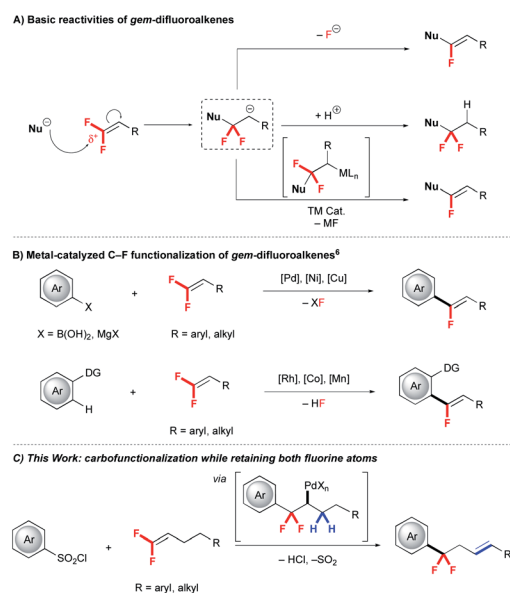 A) Basic reactivities of gem-difluoroalkenes
– F⊖
Nu
R
F
Nu⊖
F
δ+
F
R
Nu
⊖
F F
R
+ H⊕
H
Nu
R
F F
R
F
MLn
Nu F
TM Cat.
– MF
Nu
R
F
B) Metal-catalyzed C–F functionalization of gem-difluoroalkenes6
Ar
X
+
F
R
F
[Pd], [Ni], [Cu]
– XF
Ar
R
F
X = B(OH)2, MgX
R = aryl, alkyl
DG
Ar
H
+
F
R
F
[Rh], [Co], [Mn]
– HF
DG
Ar
R
F
R = aryl, alkyl
C) This Work: carbofunctionalization while retaining both fluorine atoms
via
Ar
PdXn
R
F F H H
Ar
SO2Cl
+
F
R
F
– HCl, –SO2
Ar
R
F F
R = aryl, alkyl